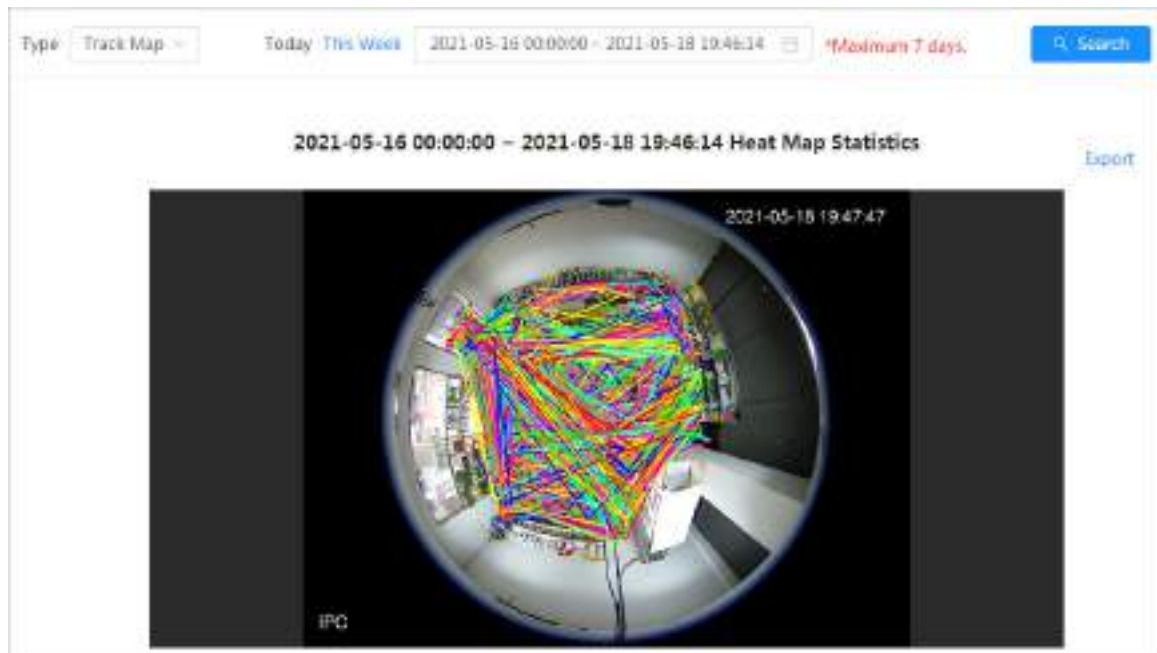 Type Track Map Today This Week 2021-05-16 00:00:00 - 2021-05-18 19:46:14 *Maximum 7 days. Search
2021-05-16 00:00:00 ~ 2021-05-18 19:46:14 Heat Map Statistics
Export
2021-05-18 19:47:47
IPC